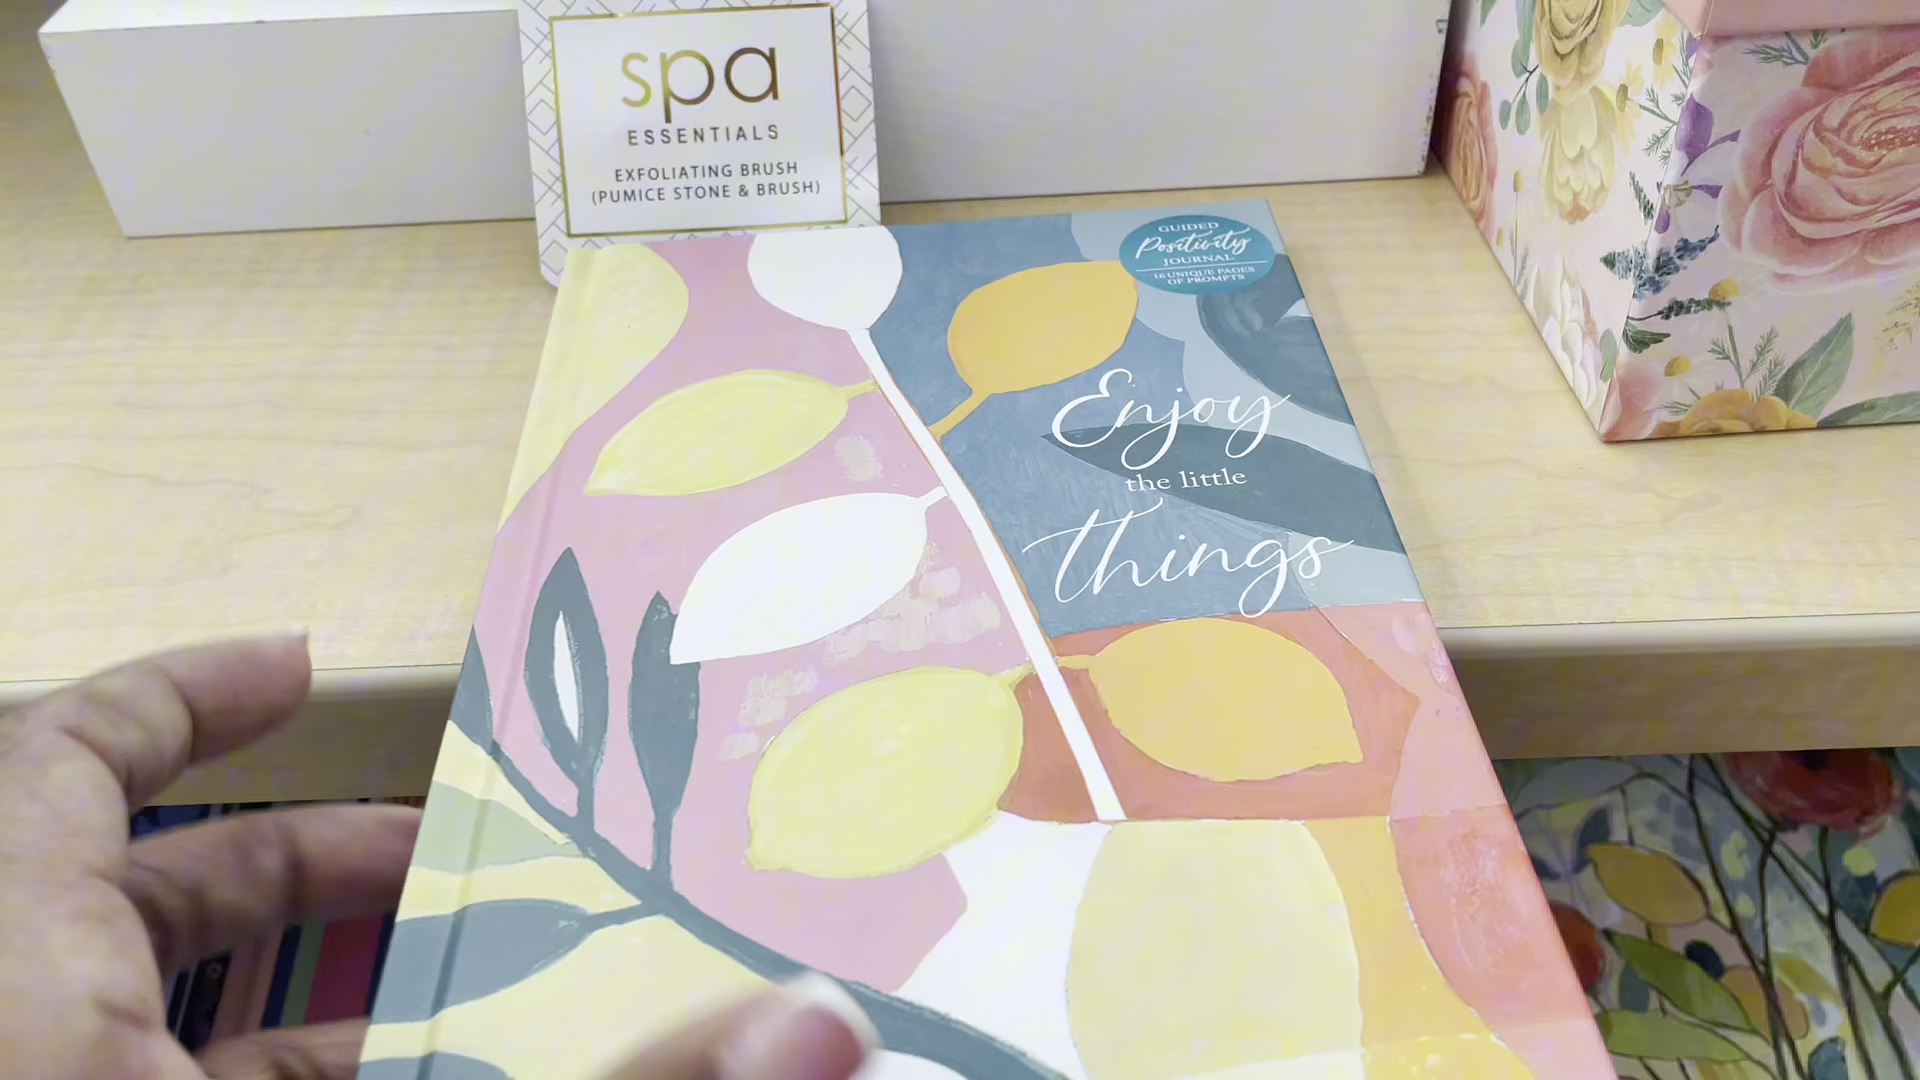 spa
ESSENTIALS
EXFOLIATING BRUSH
(PUMICE STONE & BRUSH)
GUIDED
Positivity
JOURNAL
16 UNIQUE PAGES
OF PROMPTS
Enjoy
the little
things